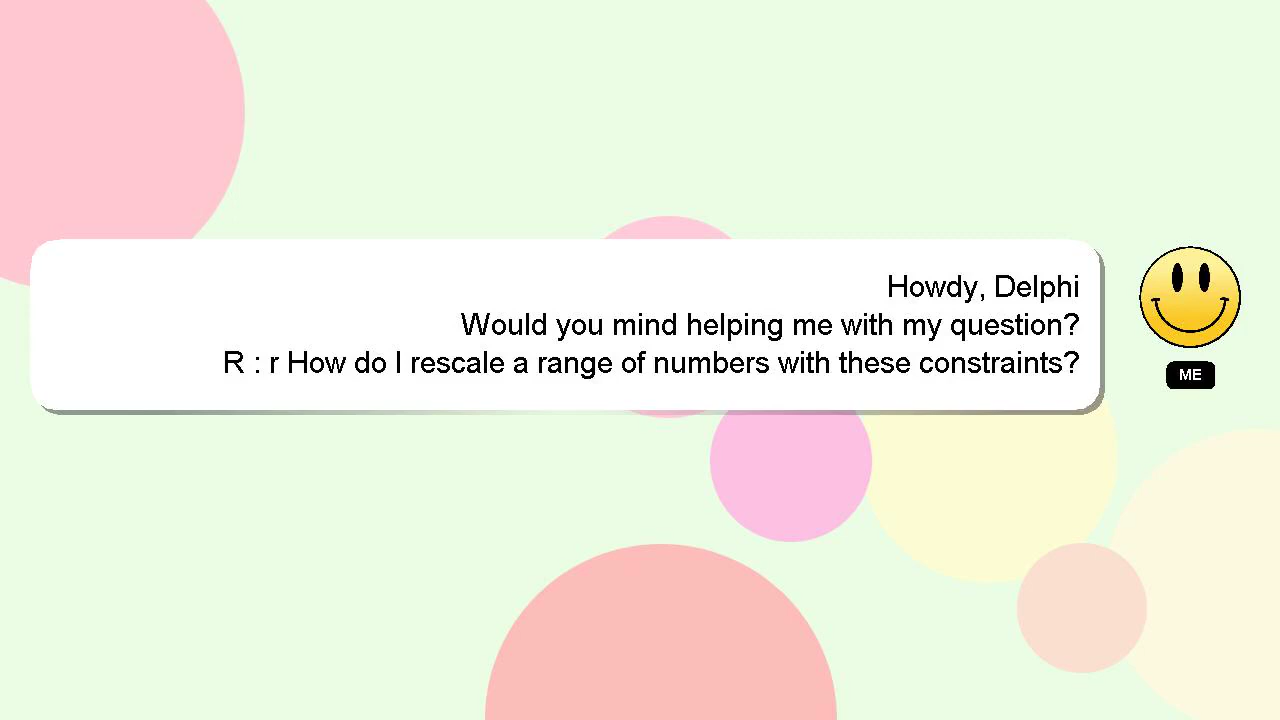 Howdy, Delphi
Would you mind helping me with my question?
R : r How do I rescale a range of numbers with these constraints?
ME